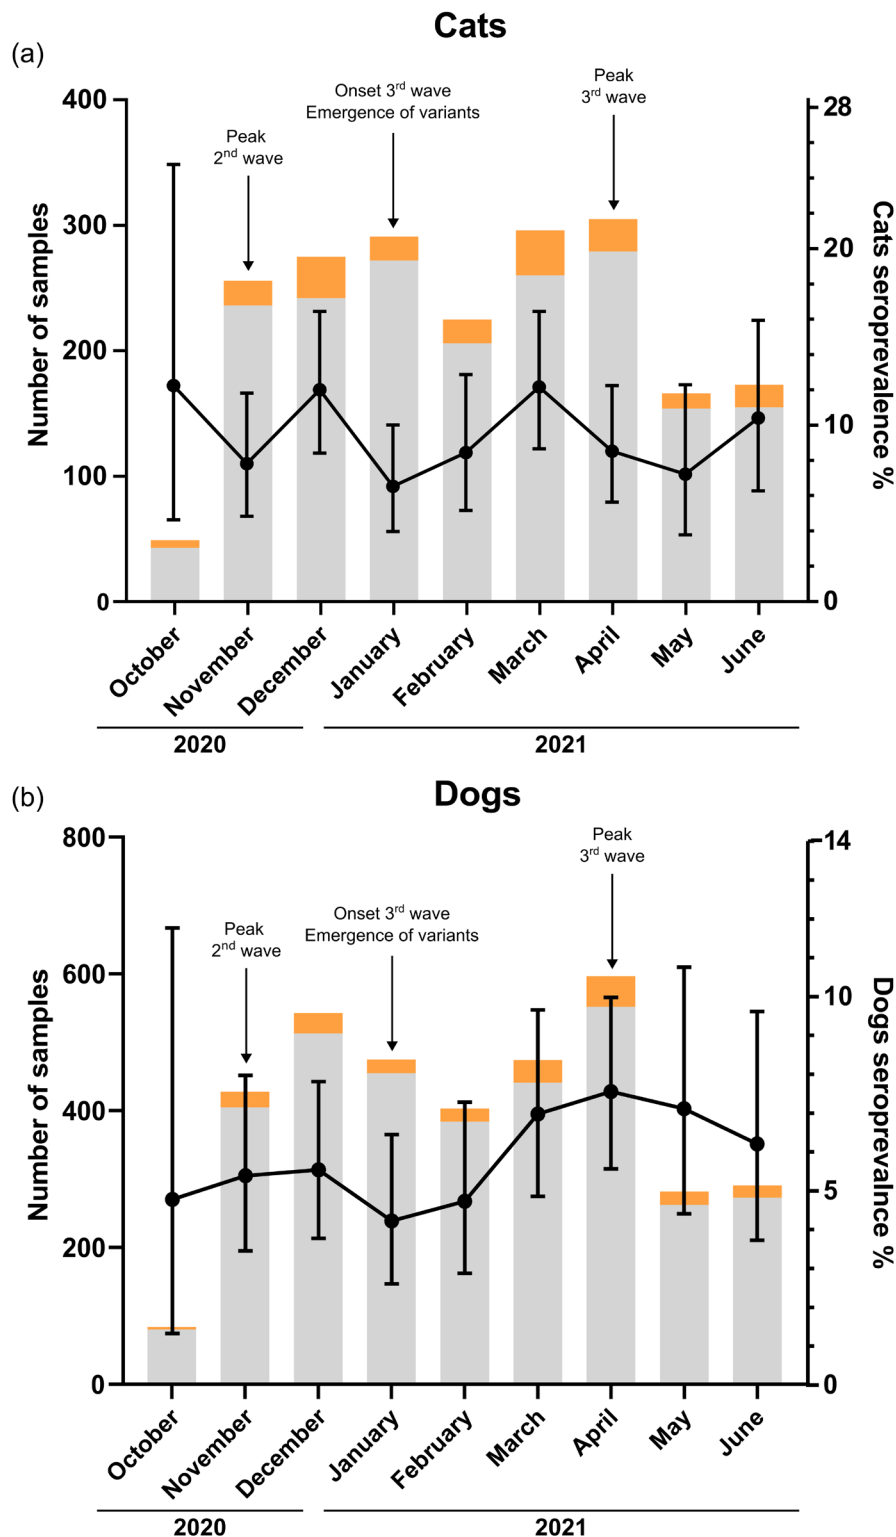 Cats
(a)
Peak
2nd wave
Onset 3rd wave
Emergence of variants
Peak
3rd wave
Number of samples
400
300
200
100
0
Cats seroprevalence %
28
20
10
0
October
November
December
January
February
March
April
May
June
2020
2021
(b)
Dogs
Peak
2nd wave
Onset 3rd wave
Emergence of variants
Peak
3rd wave
Number of samples
800
600
400
200
0
Dogs seroprevalnce %
14
10
5
0
October
November
December
January
February
March
April
May
June
2020
2021